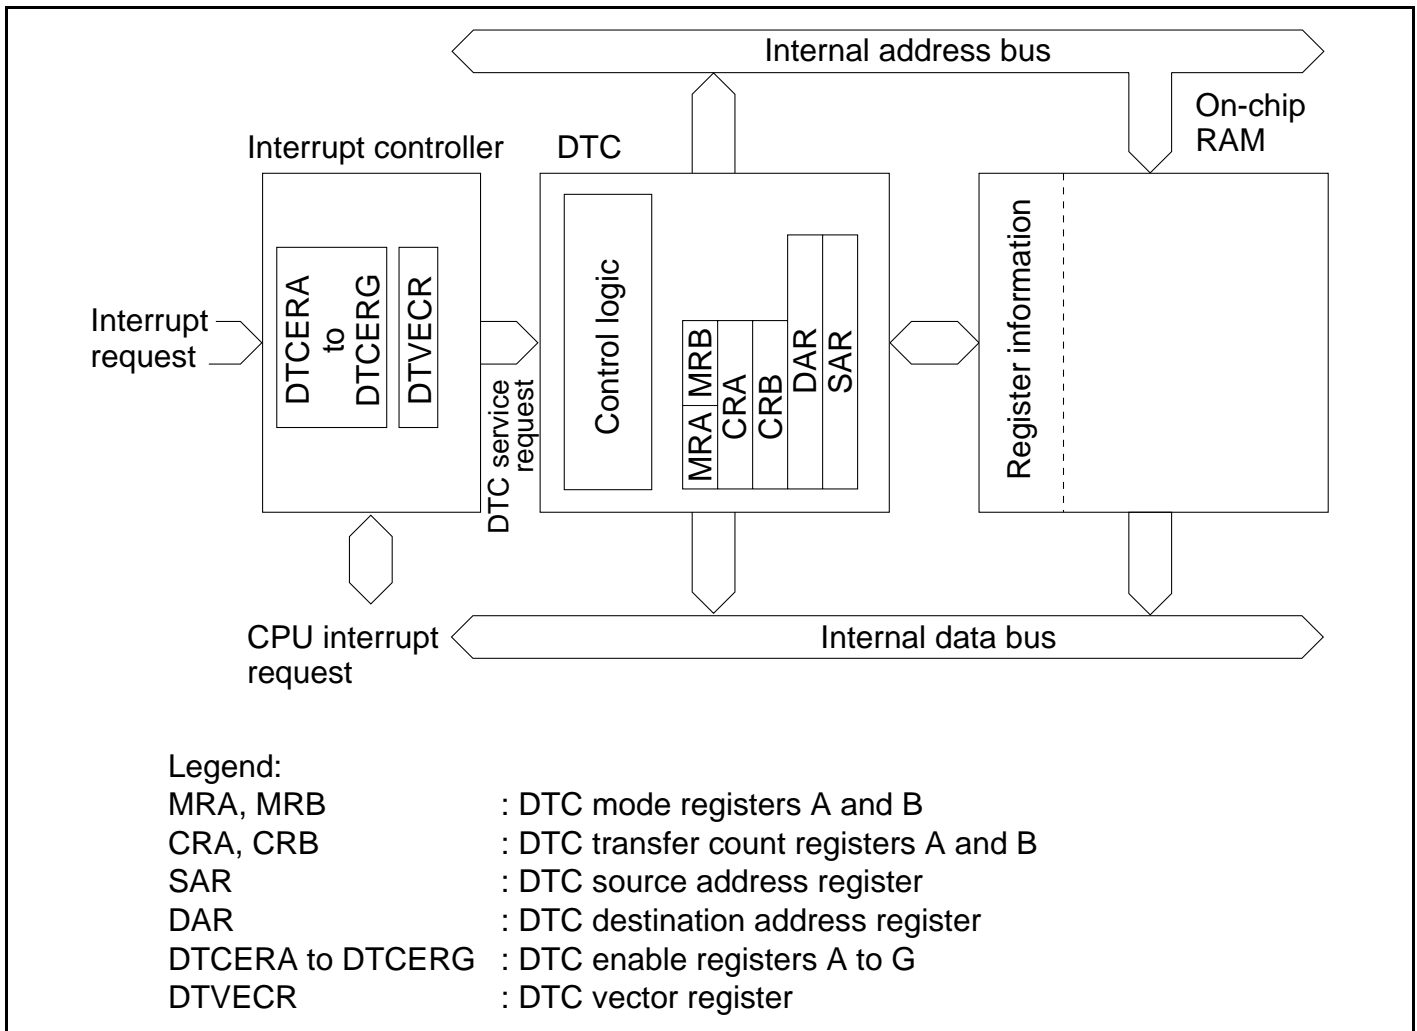 Internal address bus
On-chip
RAM
Interrupt controller
DTC
Interrupt
request
DTCERA
to
DTCERG
DTVECR
DTC service
request
Control logic
MRA
MRB
CRA
CRB
DAR
SAR
Register information
CPU interrupt
request
Internal data bus
Legend:
MRA, MRB : DTC mode registers A and B
CRA, CRB : DTC transfer count registers A and B
SAR : DTC source address register
DAR : DTC destination address register
DTCERA to DTCERG : DTC enable registers A to G
DTVECR : DTC vector register